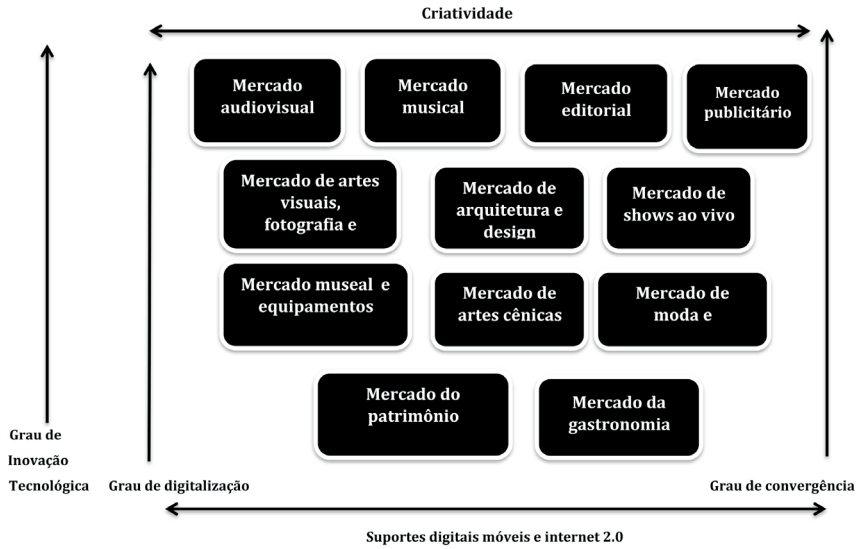 Criatividade
Mercado
audiovisual
Mercado
musical
Mercado
editorial
Mercado
publicitário
Mercado de artes
visuais,
fotografia e
Mercado de
arquitetura e
design
Mercado de
shows ao vivo
Mercado museal e
equipamentos
Mercado de
artes cênicas
Mercado de
moda e
Mercado do
patrimônio
Mercado da
gastronomia
Grau de
Inovação
Tecnológica
Grau de digitalização
Grau de convergência
Suportes digitais móveis e internet 2.0